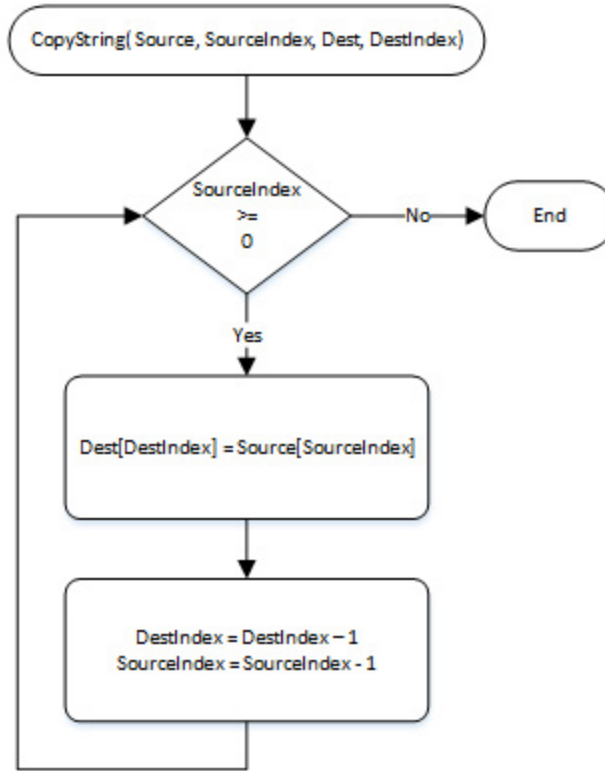 CopyString( Source, SourceIndex, Dest, DestIndex)
SourceIndex
>=
0
No
End
Yes
Dest[DestIndex] = Source[SourceIndex]
DestIndex = DestIndex – 1
SourceIndex = SourceIndex - 1